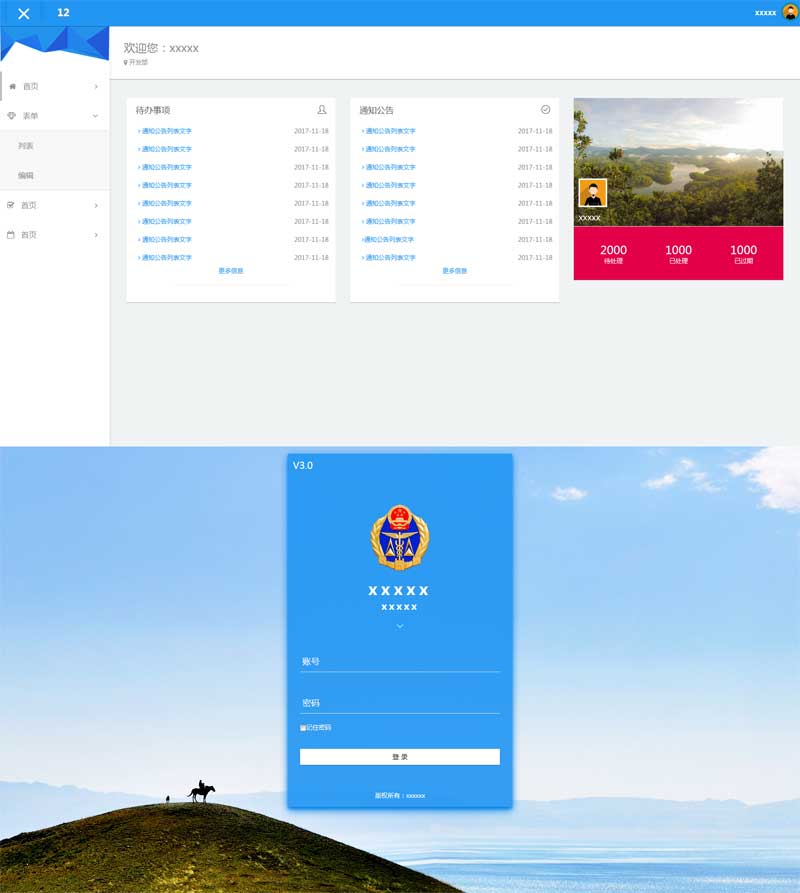 12
xxxxx
欢迎您：xxxxx
开发部
首页
表单
列表
编辑
首页
首页
待办事项
通知公告列表文字 2017-11-18
通知公告列表文字 2017-11-18
通知公告列表文字 2017-11-18
通知公告列表文字 2017-11-18
通知公告列表文字 2017-11-18
通知公告列表文字 2017-11-18
通知公告列表文字 2017-11-18
通知公告列表文字 2017-11-18
更多信息
通知公告
通知公告列表文字 2017-11-18
通知公告列表文字 2017-11-18
通知公告列表文字 2017-11-18
通知公告列表文字 2017-11-18
通知公告列表文字 2017-11-18
通知公告列表文字 2017-11-18
通知公告列表文字 2017-11-18
通知公告列表文字 2017-11-18
更多信息
xxxxx
2000 1000 1000
待处理 已处理 已过期
V3.0
XXXXX
xxxxx
账号
密码
记住密码
登 录
版权所有：xxxxxx